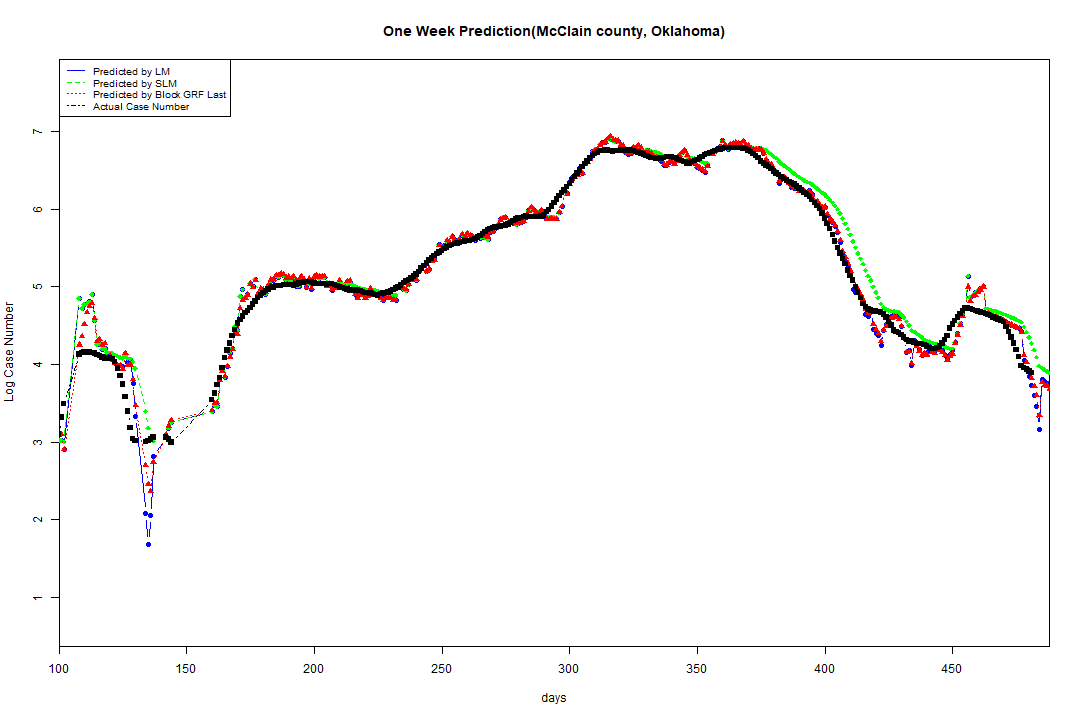 One Week Prediction(McClain county, Oklahoma)
Predicted by LM
Predicted by SLM
Predicted by Block GRF Last
Actual Case Number
7
6
5
4
3
2
1
Log Case Number
100 150 200 250 300 350 400 450
days